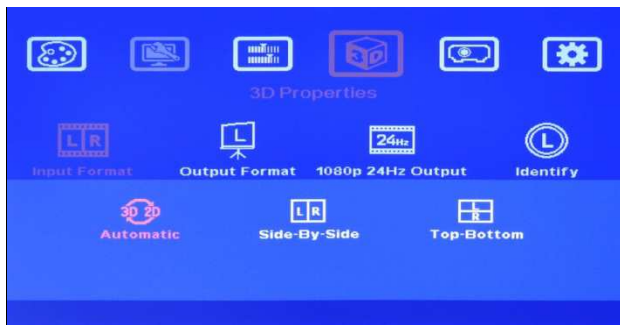 3D
3D Properties
L R
L
24Hz
L
Input Format
Output Format
1080p 24Hz Output
Identify
3D 2D
L R
L
R
Automatic
Side-By-Side
Top-Bottom